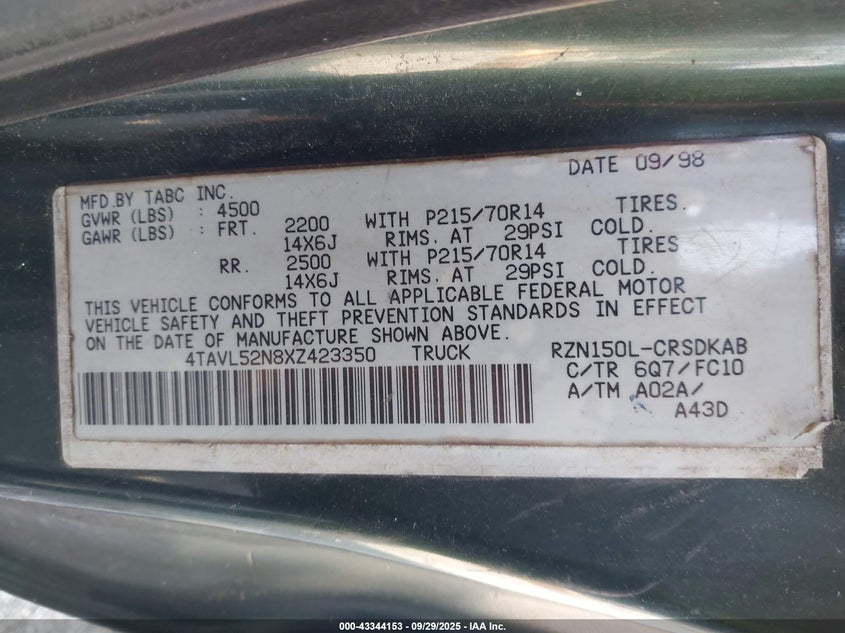 DATE 09/98
MFD.BY TABC INC.
GVWR (LBS) : 4500
GAWR (LBS) : FRT. 2200 WITH P215/70R14 TIRES.
14X6J RIMS. AT 29PSI COLD.
RR. 2500 WITH P215/70R14 TIRES
14X6J RIMS. AT 29PSI COLD.
THIS VEHICLE CONFORMS TO ALL APPLICABLE FEDERAL MOTOR
VEHICLE SAFETY AND THEFT PREVENTION STANDARDS IN EFFECT
ON THE DATE OF MANUFACTURE SHOWN ABOVE.
4TAVL52N8XZ423350 TRUCK RZN150L-CRSDKAB
C/TR 6Q7/FC10
A/TM A02A/
A43D
000-43344153 - 09/29/2025 - IAA Inc.